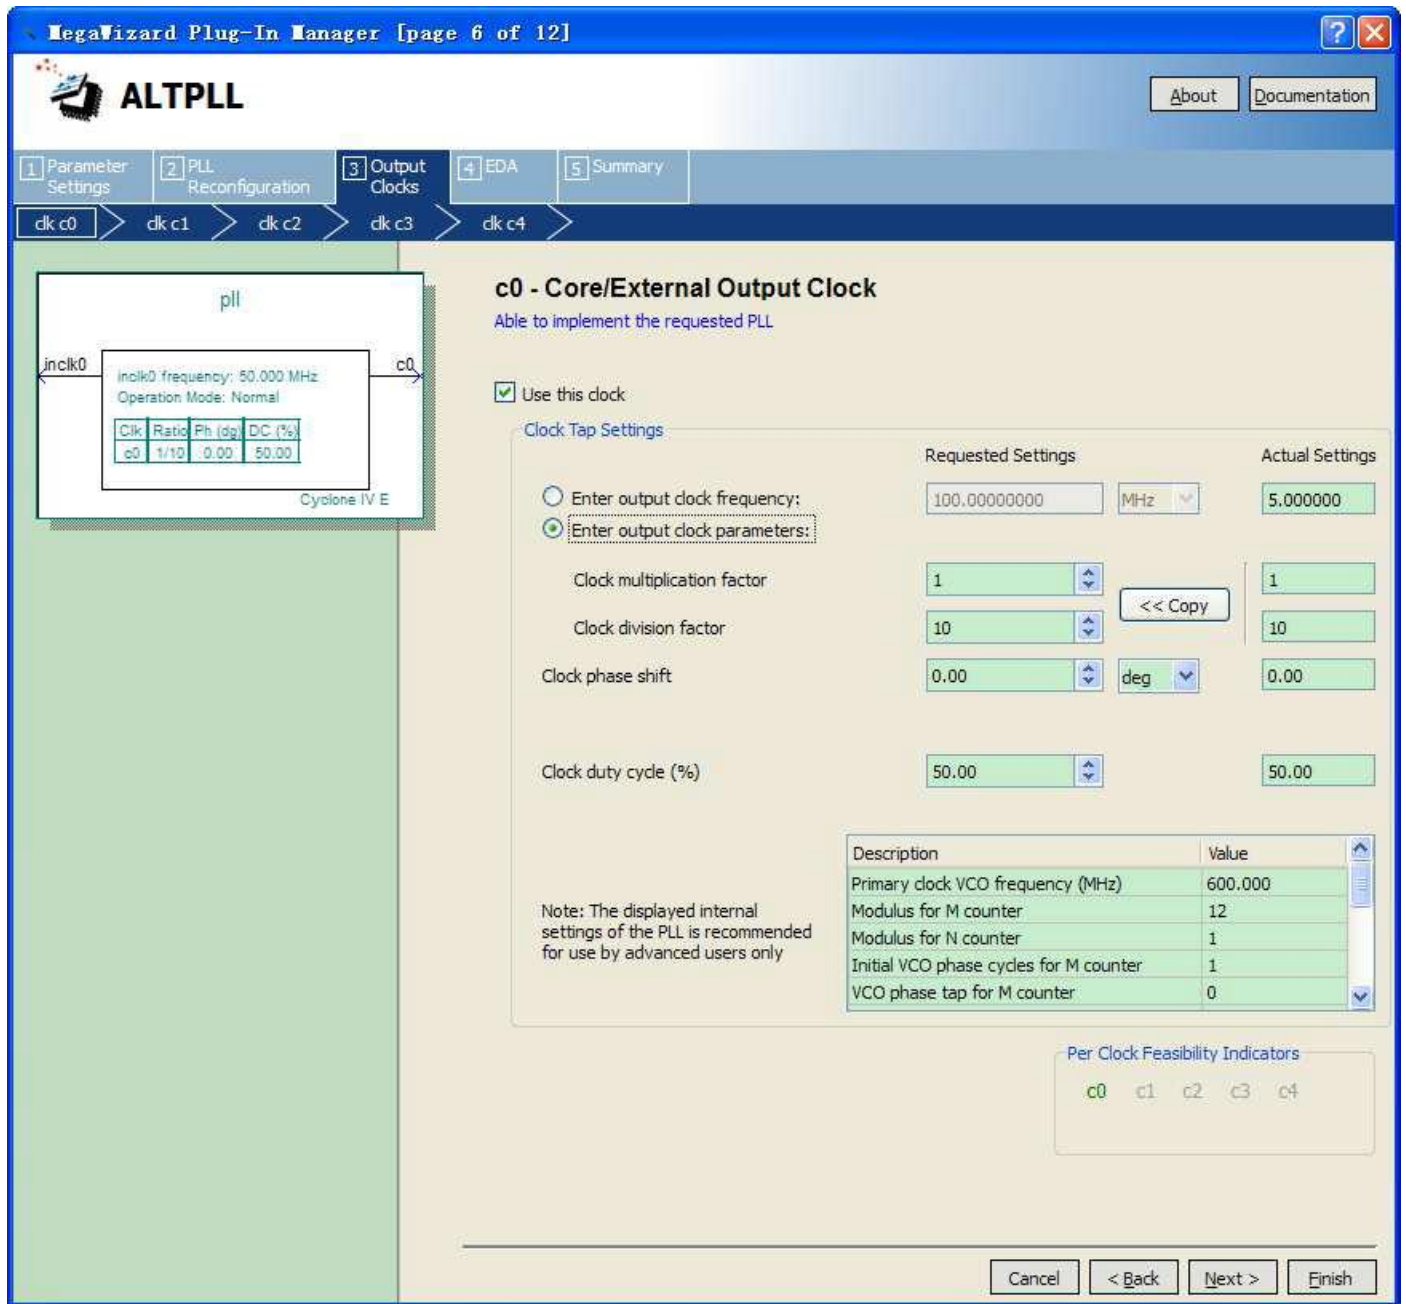 MegaWizard Plug-In Manager [page 6 of 12]
ALTPLL
About
Documentation
1 Parameter Settings
2 PLL Reconfiguration
3 Output Clocks
4 EDA
5 Summary
clk c0
clk c1
clk c2
clk c3
clk c4
pll
inclk0
c0
inclk0 frequency: 50.000 MHz
Operation Mode: Normal
Clk Ratio Ph (dg) DC (%)
c0 1/10 0.00 50.00
Cyclone IV E
c0 - Core/External Output Clock
Able to implement the requested PLL
Use this clock
Clock Tap Settings
Requested Settings
Actual Settings
Enter output clock frequency:
100.00000000
MHz
5.000000
Enter output clock parameters:
Clock multiplication factor
1
<< Copy
1
Clock division factor
10
10
Clock phase shift
0.00
deg
0.00
Clock duty cycle (%)
50.00
50.00
Note: The displayed internal
settings of the PLL is recommended
for use by advanced users only
Description Value
Primary clock VCO frequency (MHz) 600.000
Modulus for M counter 12
Modulus for N counter 1
Initial VCO phase cycles for M counter 1
VCO phase tap for M counter 0
Per Clock Feasibility Indicators
c0 c1 c2 c3 c4
Cancel
< Back
Next >
Finish